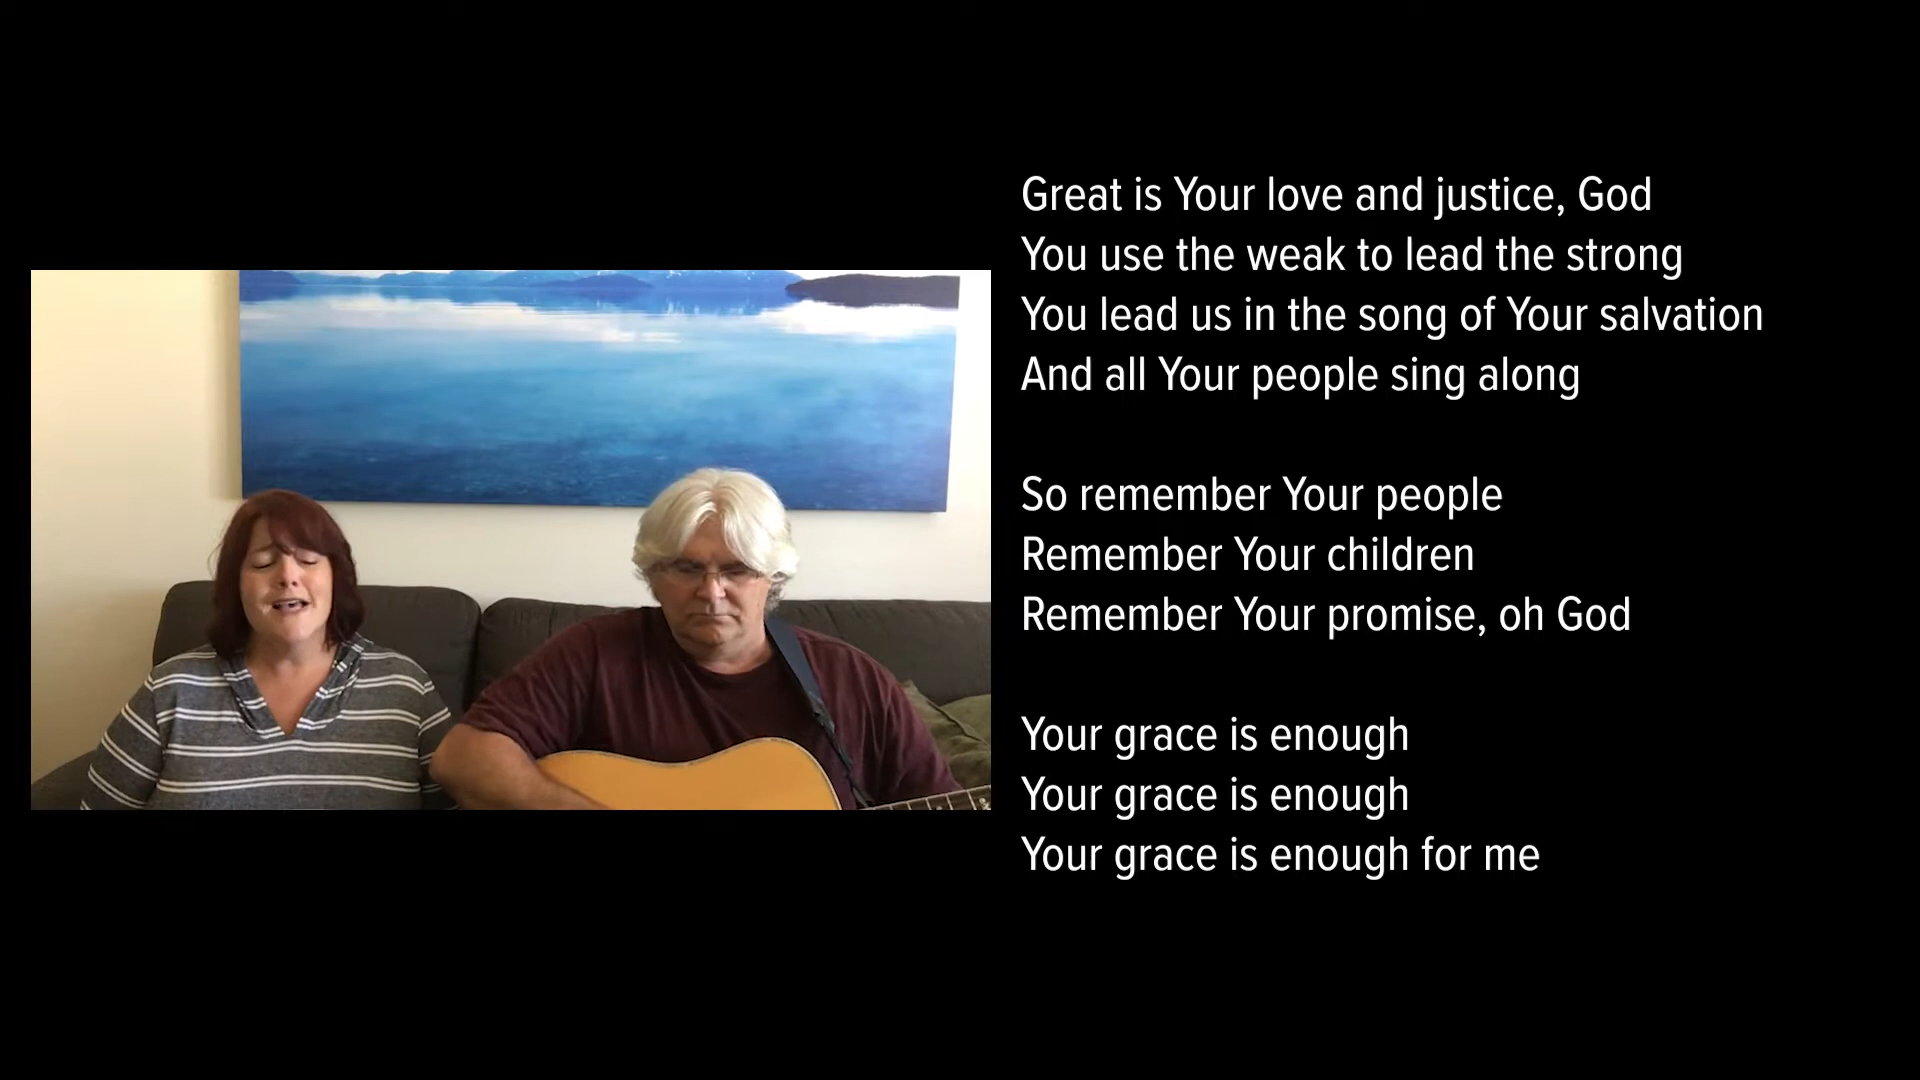 Great is Your love and justice, God
You use the weak to lead the strong
You lead us in the song of Your salvation
And all Your people sing along
So remember Your people
Remember Your children
Remember Your promise, oh God
Your grace is enough
Your grace is enough
Your grace is enough for me